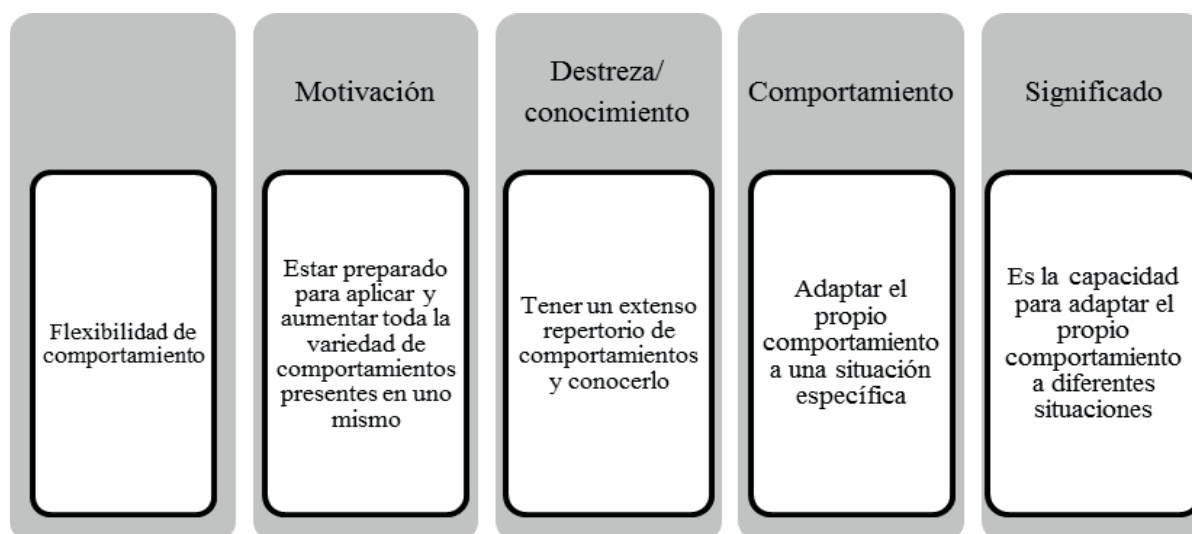 Motivación
Destreza/
conocimiento
Comportamiento
Significado
Flexibilidad de
comportamiento
Estar preparado
para aplicar y
aumentar toda la
variedad de
comportamientos
presentes en uno
mismo
Tener un extenso
repertorio de
comportamientos
y conocerlo
Adaptar el
propio
comportamiento
a una situación
específica
Es la capacidad
para adaptar el
propio
comportamiento
a diferentes
situaciones